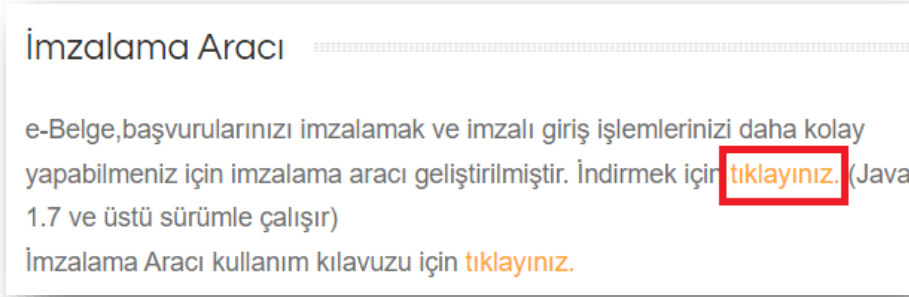 İmzalama Aracı
e-Belge,başvurularınızı imzalamak ve imzalı giriş işlemlerinizi daha kolay
yapabilmeniz için imzalama aracı geliştirilmiştir. İndirmek için tıklayınız. (Java
1.7 ve üstü sürümle çalışır)
İmzalama Aracı kullanım kılavuzu için tıklayınız.